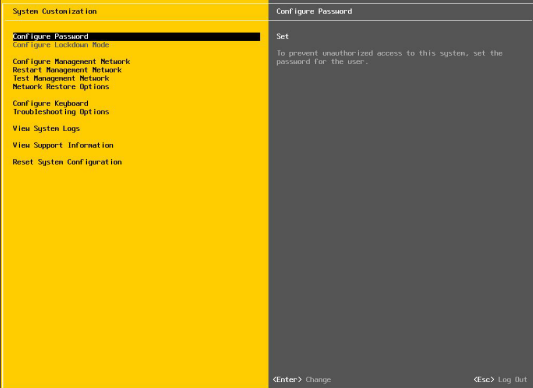 System Customization
Configure Password
Configure Lockdown Mode
Configure Management Network
Restart Management Network
Test Management Network
Network Restore Options
Configure Keyboard
Troubleshooting Options
View System Logs
View Support Information
Reset System Configuration
Configure Password
Set
To prevent unauthorized access to this system, set the
password for the user.
<Enter> Change
<Esc> Log Out